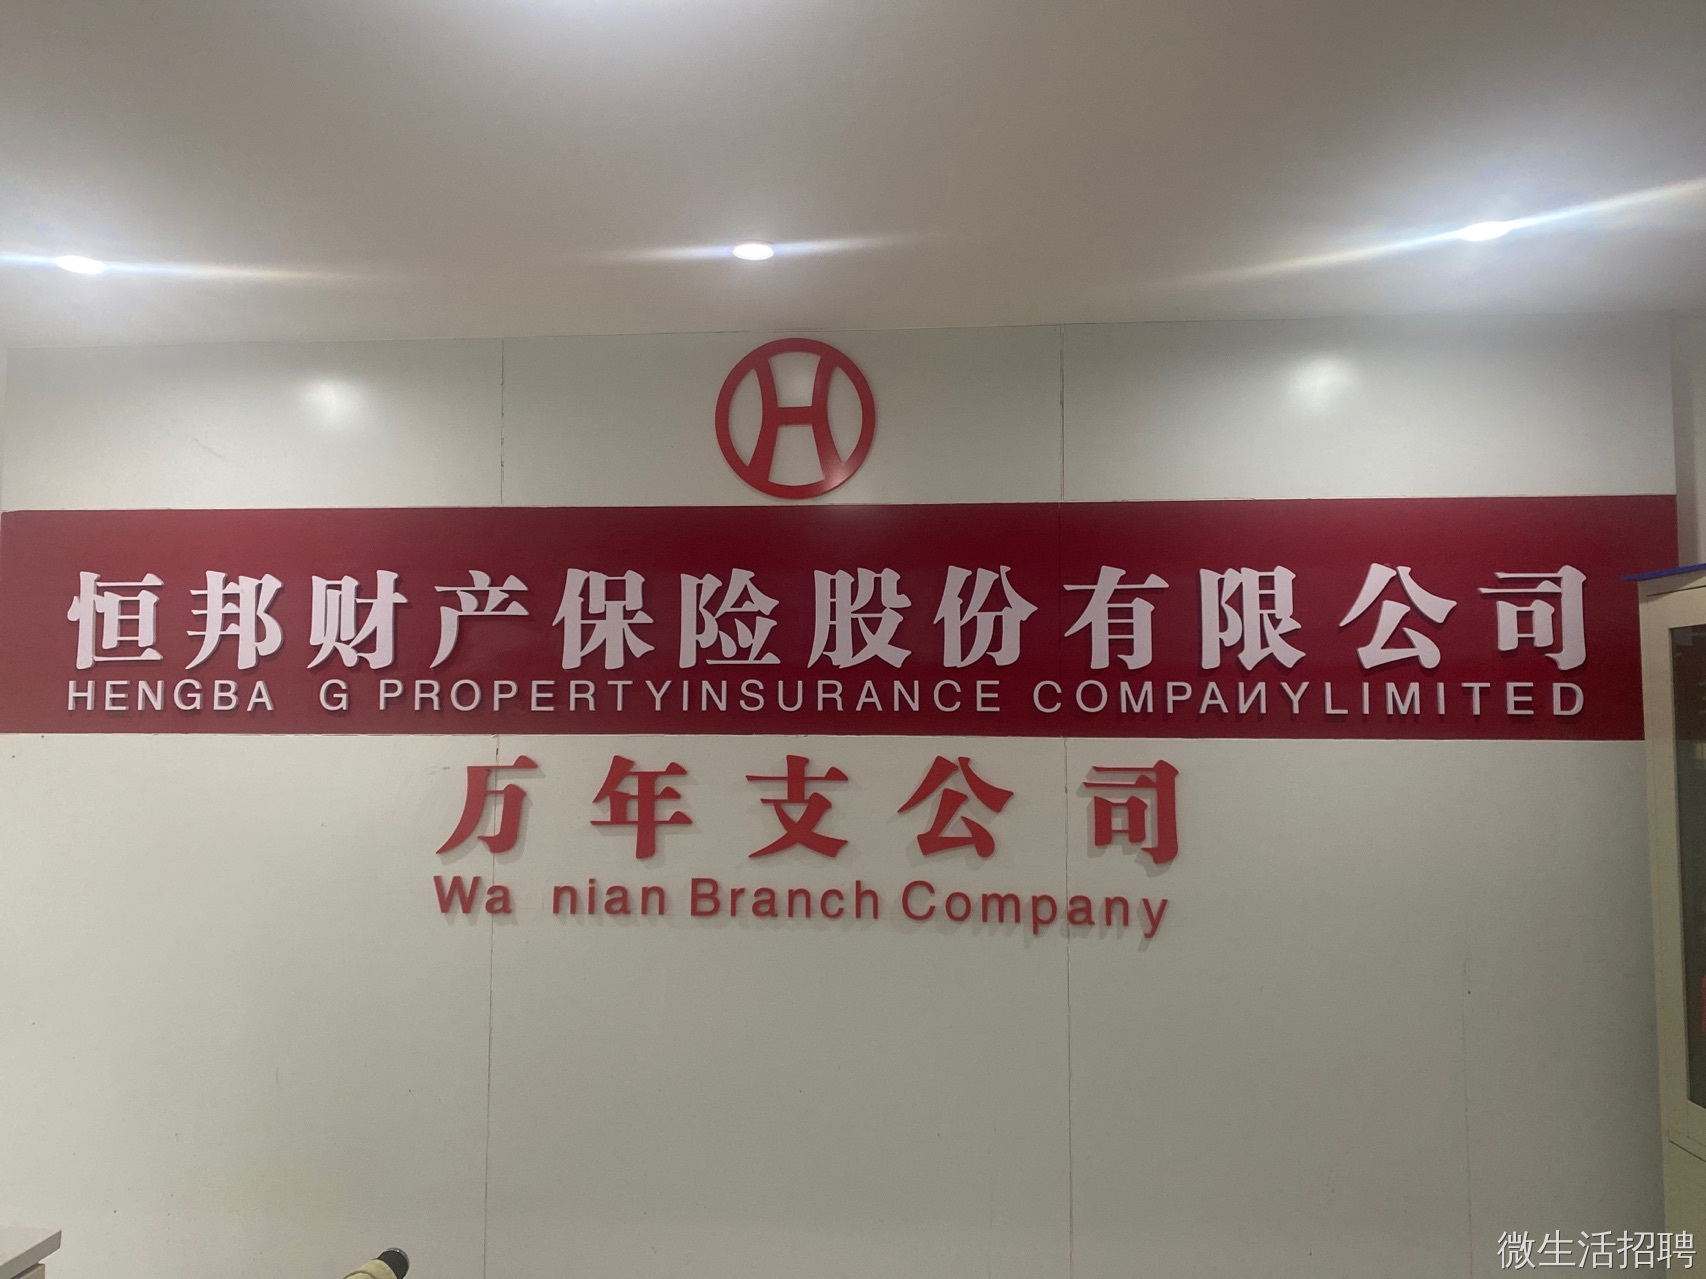 恒邦财产保险股份有限公司
HENGBA G PROPERTYINSURANCE COMPAИYLIMITED
万年支公司
Wa nian Branch Company
微生活招聘